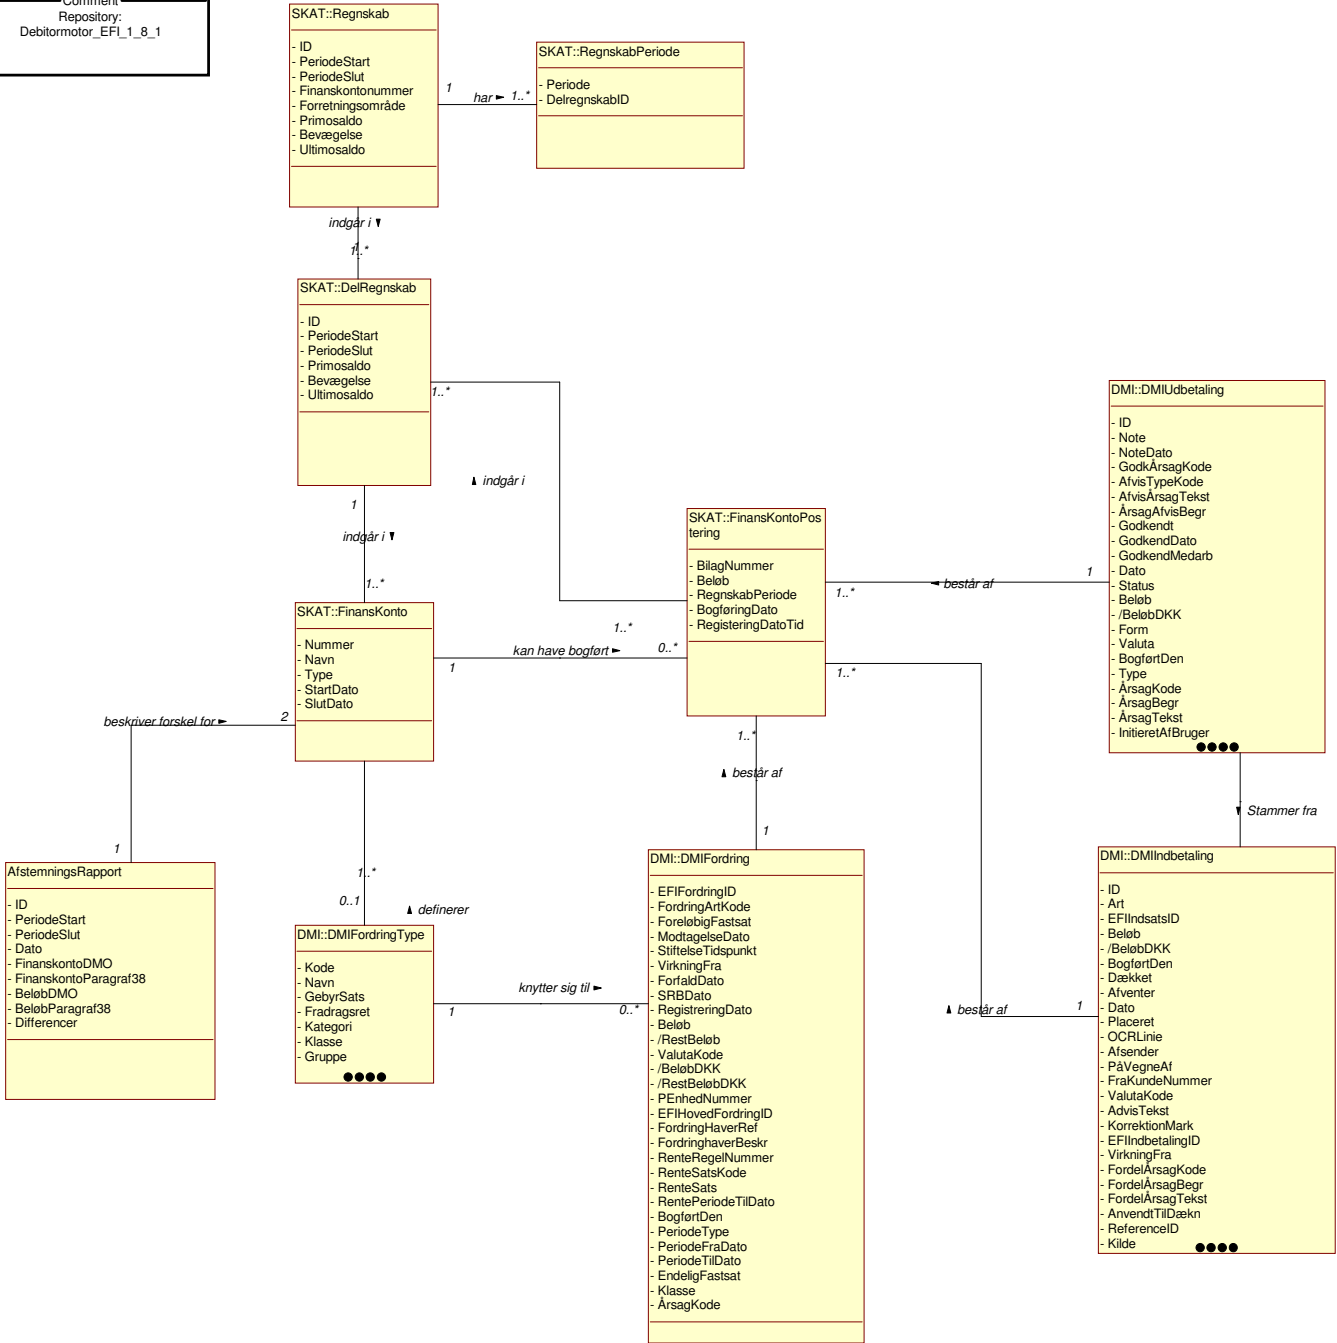 Comment
Repository:
Debitormotor_EFI_1_8_1
SKAT::Regnskab
- ID
- PeriodeStart
- PeriodeSlut
- Finanskontonummer
- Forretningsområde
- Primosaldo
- Bevægelse
- Ultimosaldo
SKAT::RegnskabPeriode
- Periode
- DelregnskabID
1
har ►
1..*
indgår i ▼
1
1..*
SKAT::DelRegnskab
- ID
- PeriodeStart
- PeriodeSlut
- Primosaldo
- Bevægelse
- Ultimosaldo
1..*
▲ indgår i
1
indgår i ▼
1..*
DMI::DMIUdbetaling
- ID
- Note
- NoteDato
- GodkÅrsagKode
- AfvisTypeKode
- AfvisÅrsagTekst
- ÅrsagAfvisBegr
- Godkendt
- GodkendDato
- GodkendMedarb
- Dato
- Status
- Beløb
- /BeløbDKK
- Form
- Valuta
- BogførtDen
- Type
- ÅrsagKode
- ÅrsagBegr
- ÅrsagTekst
- InitieretAfBruger
SKAT::FinansKontoPos
tering
- BilagNummer
- Beløb
- RegnskabPeriode
- BogføringDato
- RegisteringDatoTid
1
◄ består af
1..*
SKAT::FinansKonto
- Nummer
- Navn
- Type
- StartDato
- SlutDato
1..*
1
kan have bogført ►
0..*
1..*
beskriver forskel for ►
2
1
1..*
▲ består af
1
▼ Stammer fra
AfstemningsRapport
- ID
- PeriodeStart
- PeriodeSlut
- Dato
- FinanskontoDMO
- FinanskontoParagraf38
- BeløbDMO
- BeløbParagraf38
- Differencer
1..*
0..1
▲ definerer
DMI::DMIFordringType
- Kode
- Navn
- GebyrSats
- Fradragsret
- Kategori
- Klasse
- Gruppe
1
knytter sig til ►
0..*
DMI::DMIFordring
- EFIFordringID
- FordringArtKode
- ForeløbigFastsat
- ModtagelseDato
- StiftelseTidspunkt
- VirkningFra
- ForfaldDato
- SRBDato
- RegistreringDato
- Beløb
- /RestBeløb
- ValutaKode
- /BeløbDKK
- /RestBeløbDKK
- PEnhedNummer
- EFIHovedFordringID
- FordringHaverRef
- FordringhaverBeskr
- RenteRegelNummer
- RenteSatsKode
- RenteSats
- RentePeriodeTilDato
- BogførtDen
- PeriodeType
- PeriodeFraDato
- PeriodeTilDato
- EndeligFastsat
- Klasse
- ÅrsagKode
▲ består af
1
DMI::DMIIndbetaling
- ID
- Art
- EFIIndsatsID
- Beløb
- /BeløbDKK
- BogførtDen
- Dækket
- Afventer
- Dato
- Placeret
- OCRLinie
- Afsender
- PåVegneAf
- FraKundeNummer
- ValutaKode
- AdvisTekst
- KorrektionMark
- EFIIndbetalingID
- VirkningFra
- FordelÅrsagKode
- FordelÅrsagBegr
- FordelÅrsagTekst
- AnvendtTilDækn
- ReferenceID
- Kilde